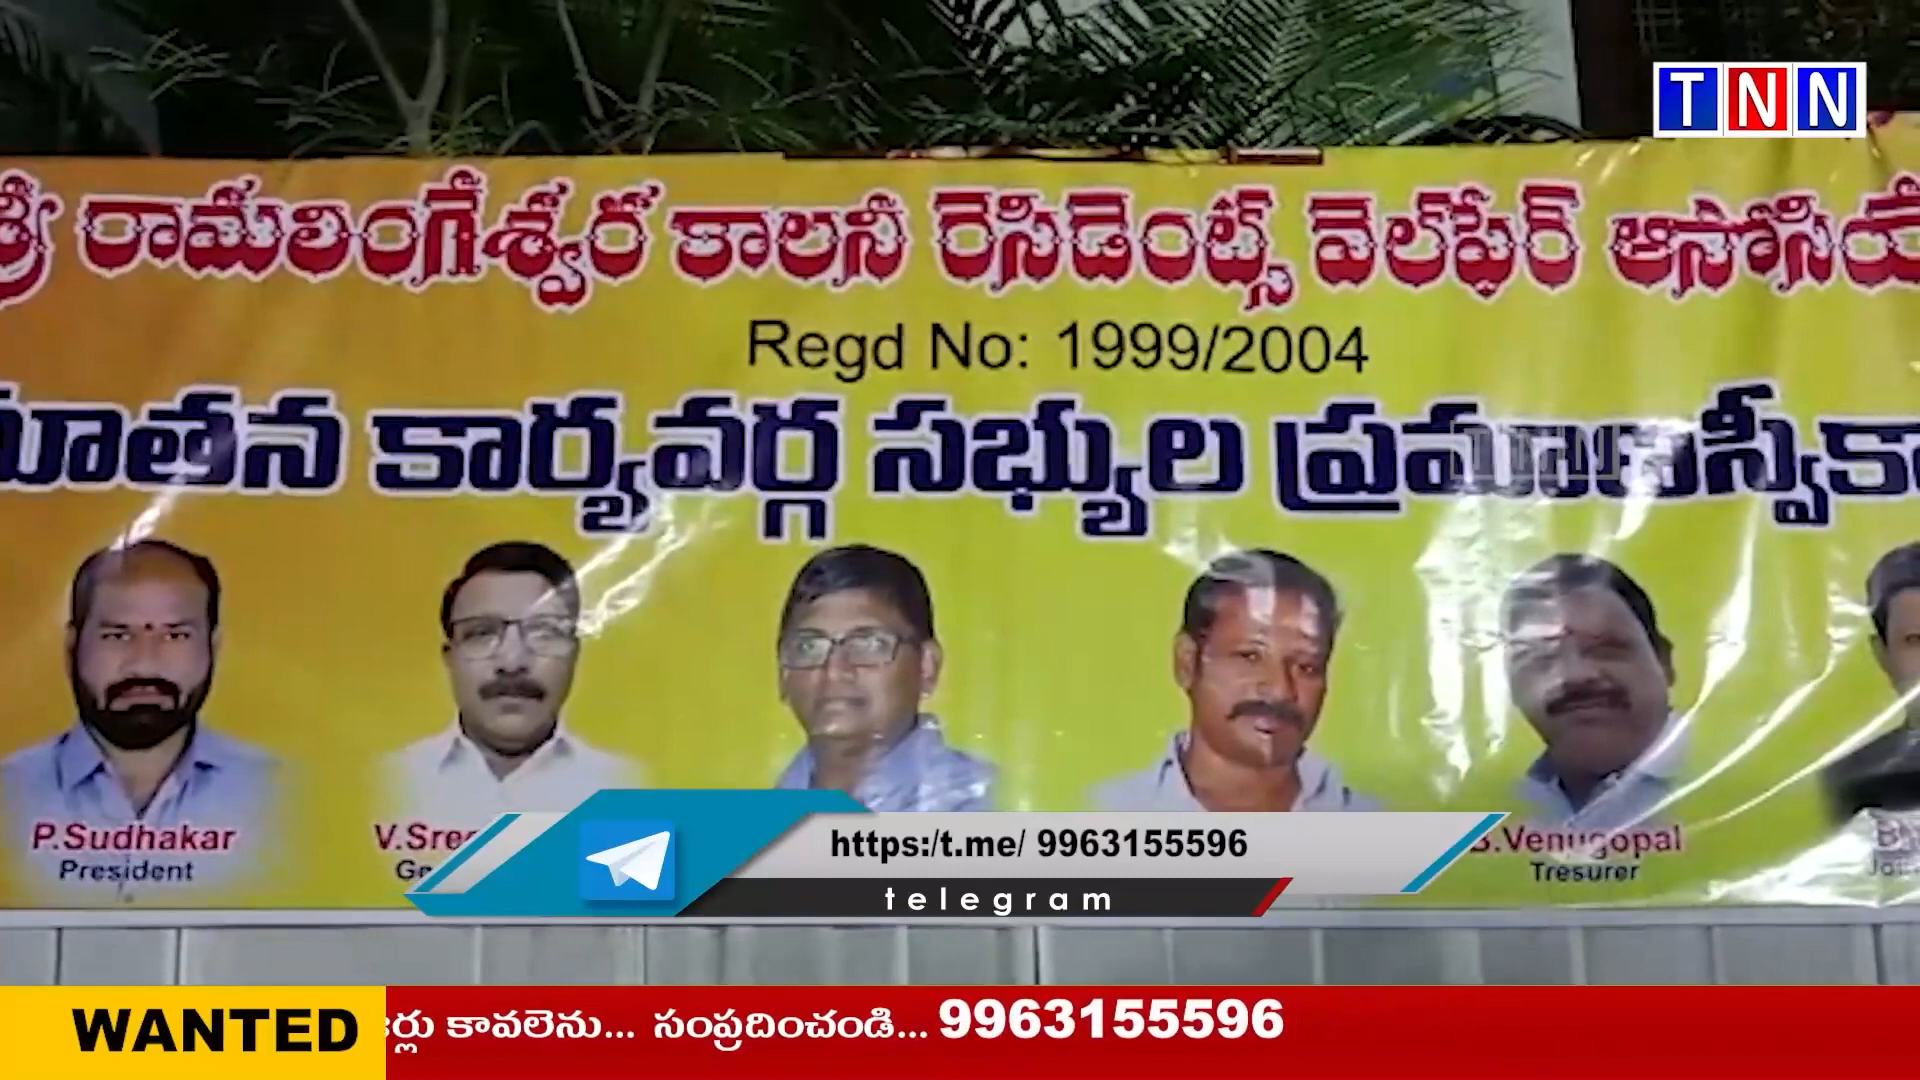 TNN
శ్రీ రామలింగేశ్వర కాలనీ రెసిడెంట్స్ వెల్‌ఫేర్
Regd No: 1999/2004
నూతన కార్యవర్గ సభ్యుల
P.Sudhakar
President
B.Venugopal
Tresurer
https:/t.me/ 9963155596
telegram
WANTED
కావలెను... సంప్రదించండి... 9963155596